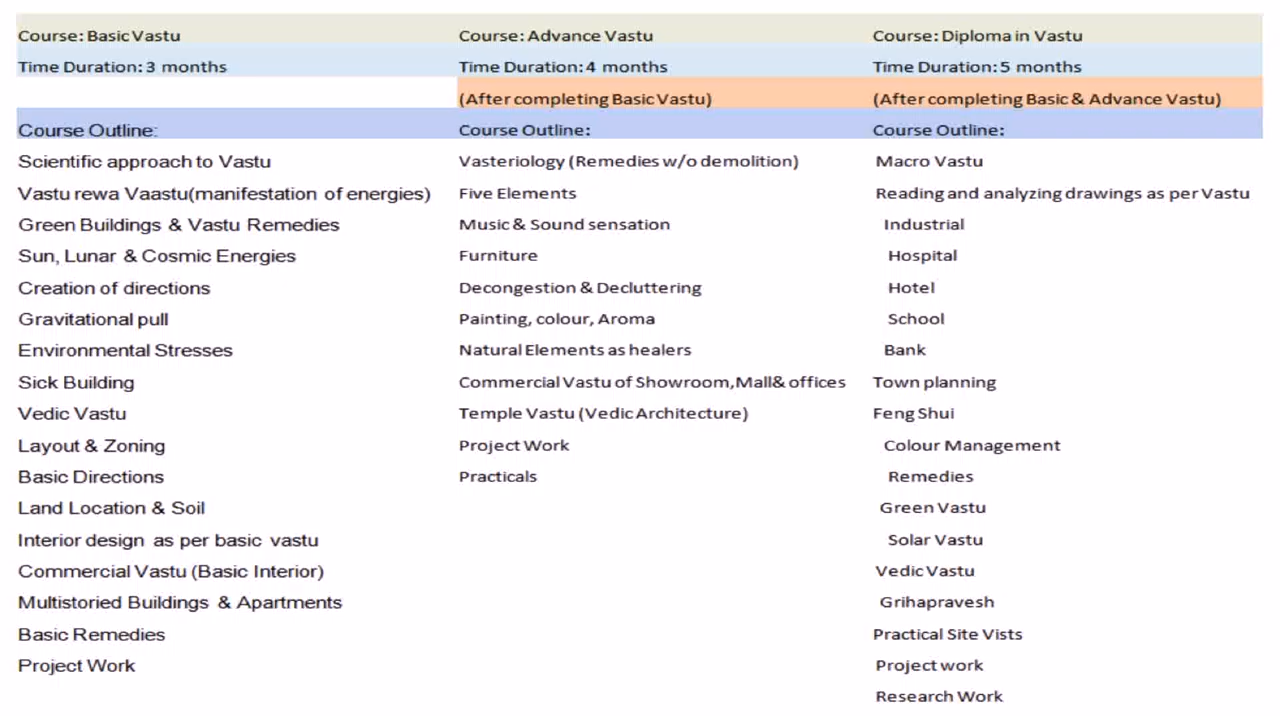 Course: Basic Vastu
Time Duration: 3 months
Course Outline:
Scientific approach to Vastu
Vastu rewa Vaastu(manifestation of energies)
Green Buildings & Vastu Remedies
Sun, Lunar & Cosmic Energies
Creation of directions
Gravitational pull
Environmental Stresses
Sick Building
Vedic Vastu
Layout & Zoning
Basic Directions
Land Location & Soil
Interior design as per basic vastu
Commercial Vastu (Basic Interior)
Multistoried Buildings & Apartments
Basic Remedies
Project Work
Course: Advance Vastu
Time Duration: 4 months
(After completing Basic Vastu)
Course Outline:
Vasteriology (Remedies w/o demolition)
Five Elements
Music & Sound sensation
Furniture
Decongestion & Decluttering
Painting, colour, Aroma
Natural Elements as healers
Commercial Vastu of Showroom,Mall& offices
Temple Vastu (Vedic Architecture)
Project Work
Practicals
Course: Diploma in Vastu
Time Duration: 5 months
(After completing Basic & Advance Vastu)
Course Outline:
Macro Vastu
Reading and analyzing drawings as per Vastu
Industrial
Hospital
Hotel
School
Bank
Town planning
Feng Shui
Colour Management
Remedies
Green Vastu
Solar Vastu
Vedic Vastu
Grihapravesh
Practical Site Vists
Project work
Research Work